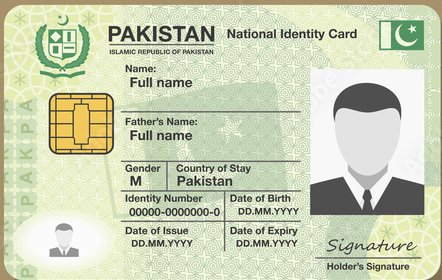 PAKISTAN National Identity Card
ISLAMIC REPUBLIC OF PAKISTAN
Name:
Full name
Father's Name:
Full name
Gender Country of Stay
M Pakistan
Identity Number Date of Birth
00000-0000000-0 DD.MM.YYYY
Date of Issue Date of Expiry
DD.MM.YYYY DD.MM.YYYY
Signature
Holder's Signature